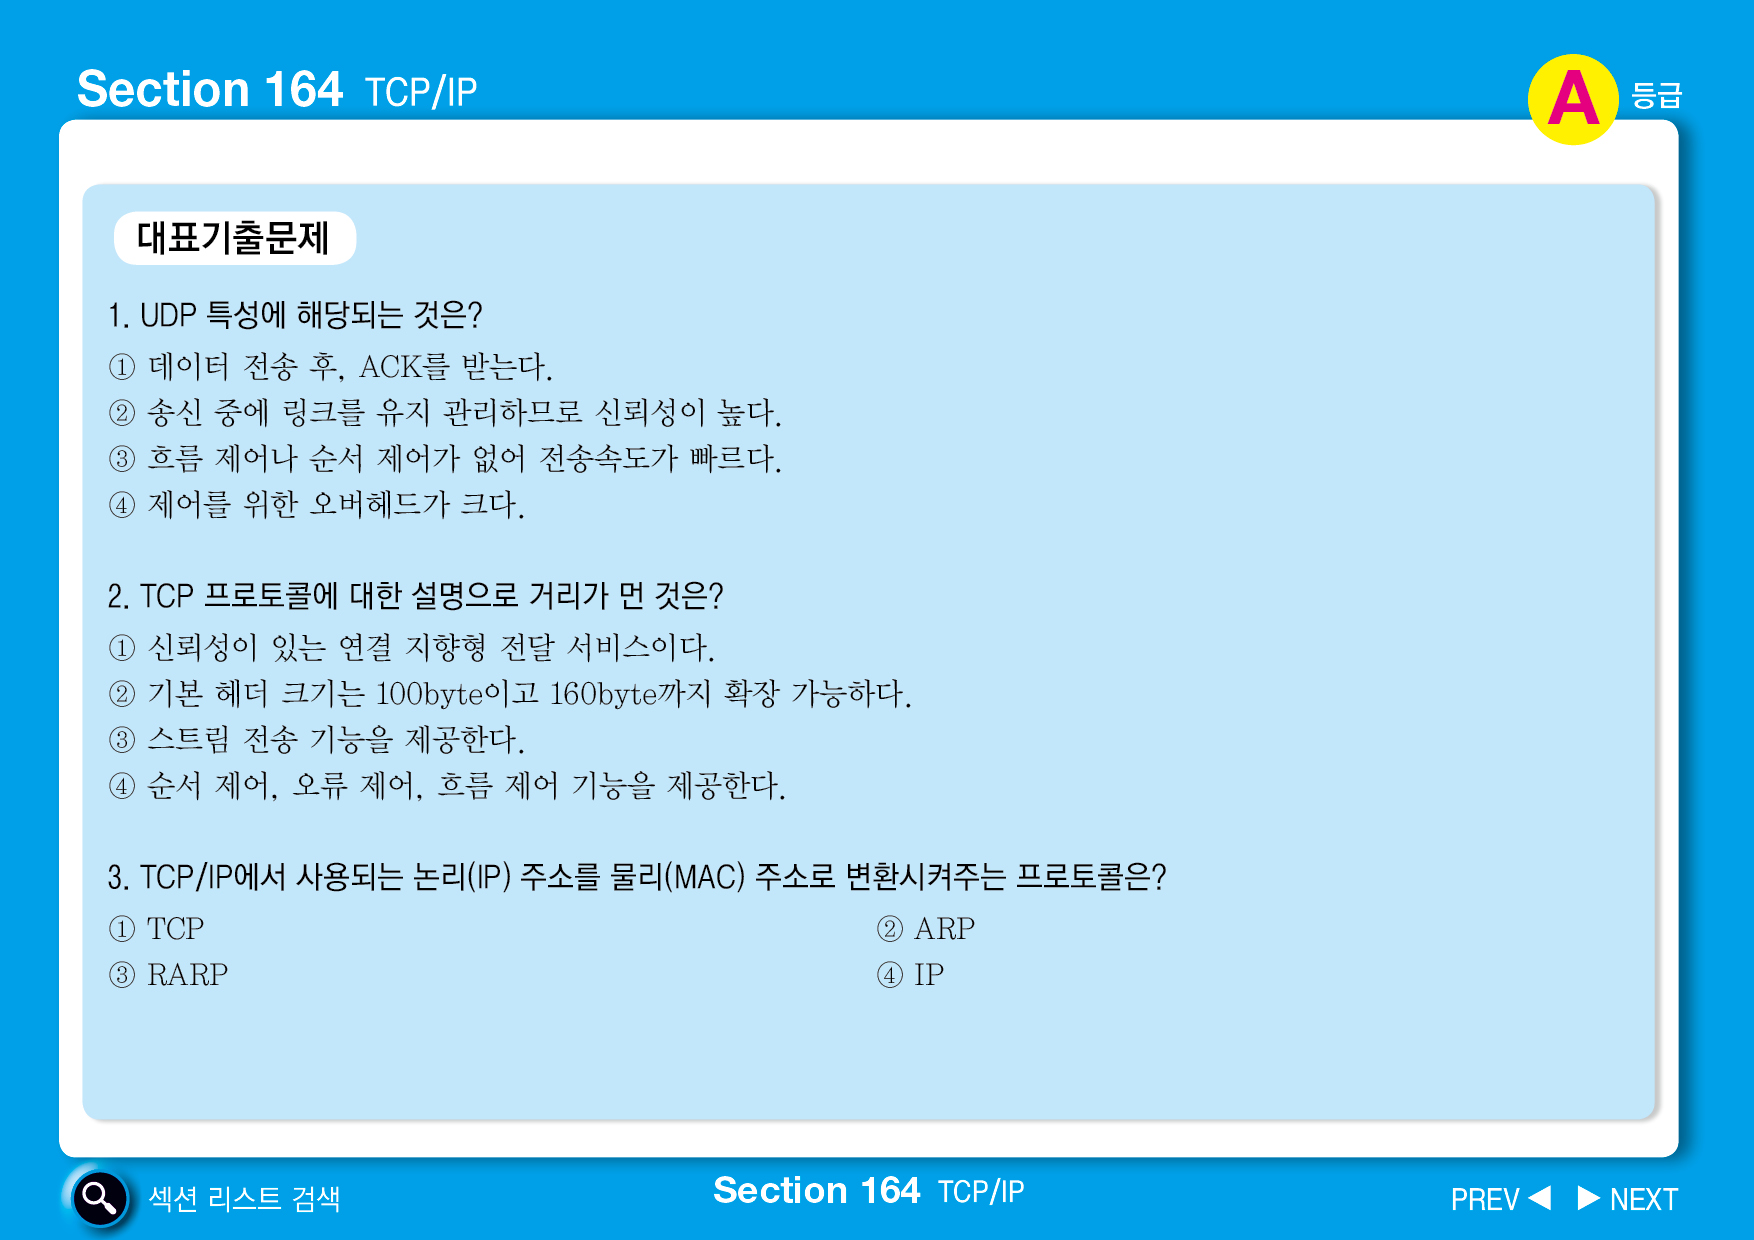 Section 164 TCP/IP
A 등급
대표기출문제
1. UDP 특성에 해당되는 것은?
① 데이터 전송 후, ACK를 받는다.
② 송신 중에 링크를 유지 관리하므로 신뢰성이 높다.
③ 흐름 제어나 순서 제어가 없어 전송속도가 빠르다.
④ 제어를 위한 오버헤드가 크다.
2. TCP 프로토콜에 대한 설명으로 거리가 먼 것은?
① 신뢰성이 있는 연결 지향형 전달 서비스이다.
② 기본 헤더 크기는 100byte이고 160byte까지 확장 가능하다.
③ 스트림 전송 기능을 제공한다.
④ 순서 제어, 오류 제어, 흐름 제어 기능을 제공한다.
3. TCP/IP에서 사용되는 논리(IP) 주소를 물리(MAC) 주소로 변환시켜주는 프로토콜은?
① TCP ② ARP
③ RARP ④ IP
섹션 리스트 검색 Section 164 TCP/IP PREV ◀ ▶ NEXT